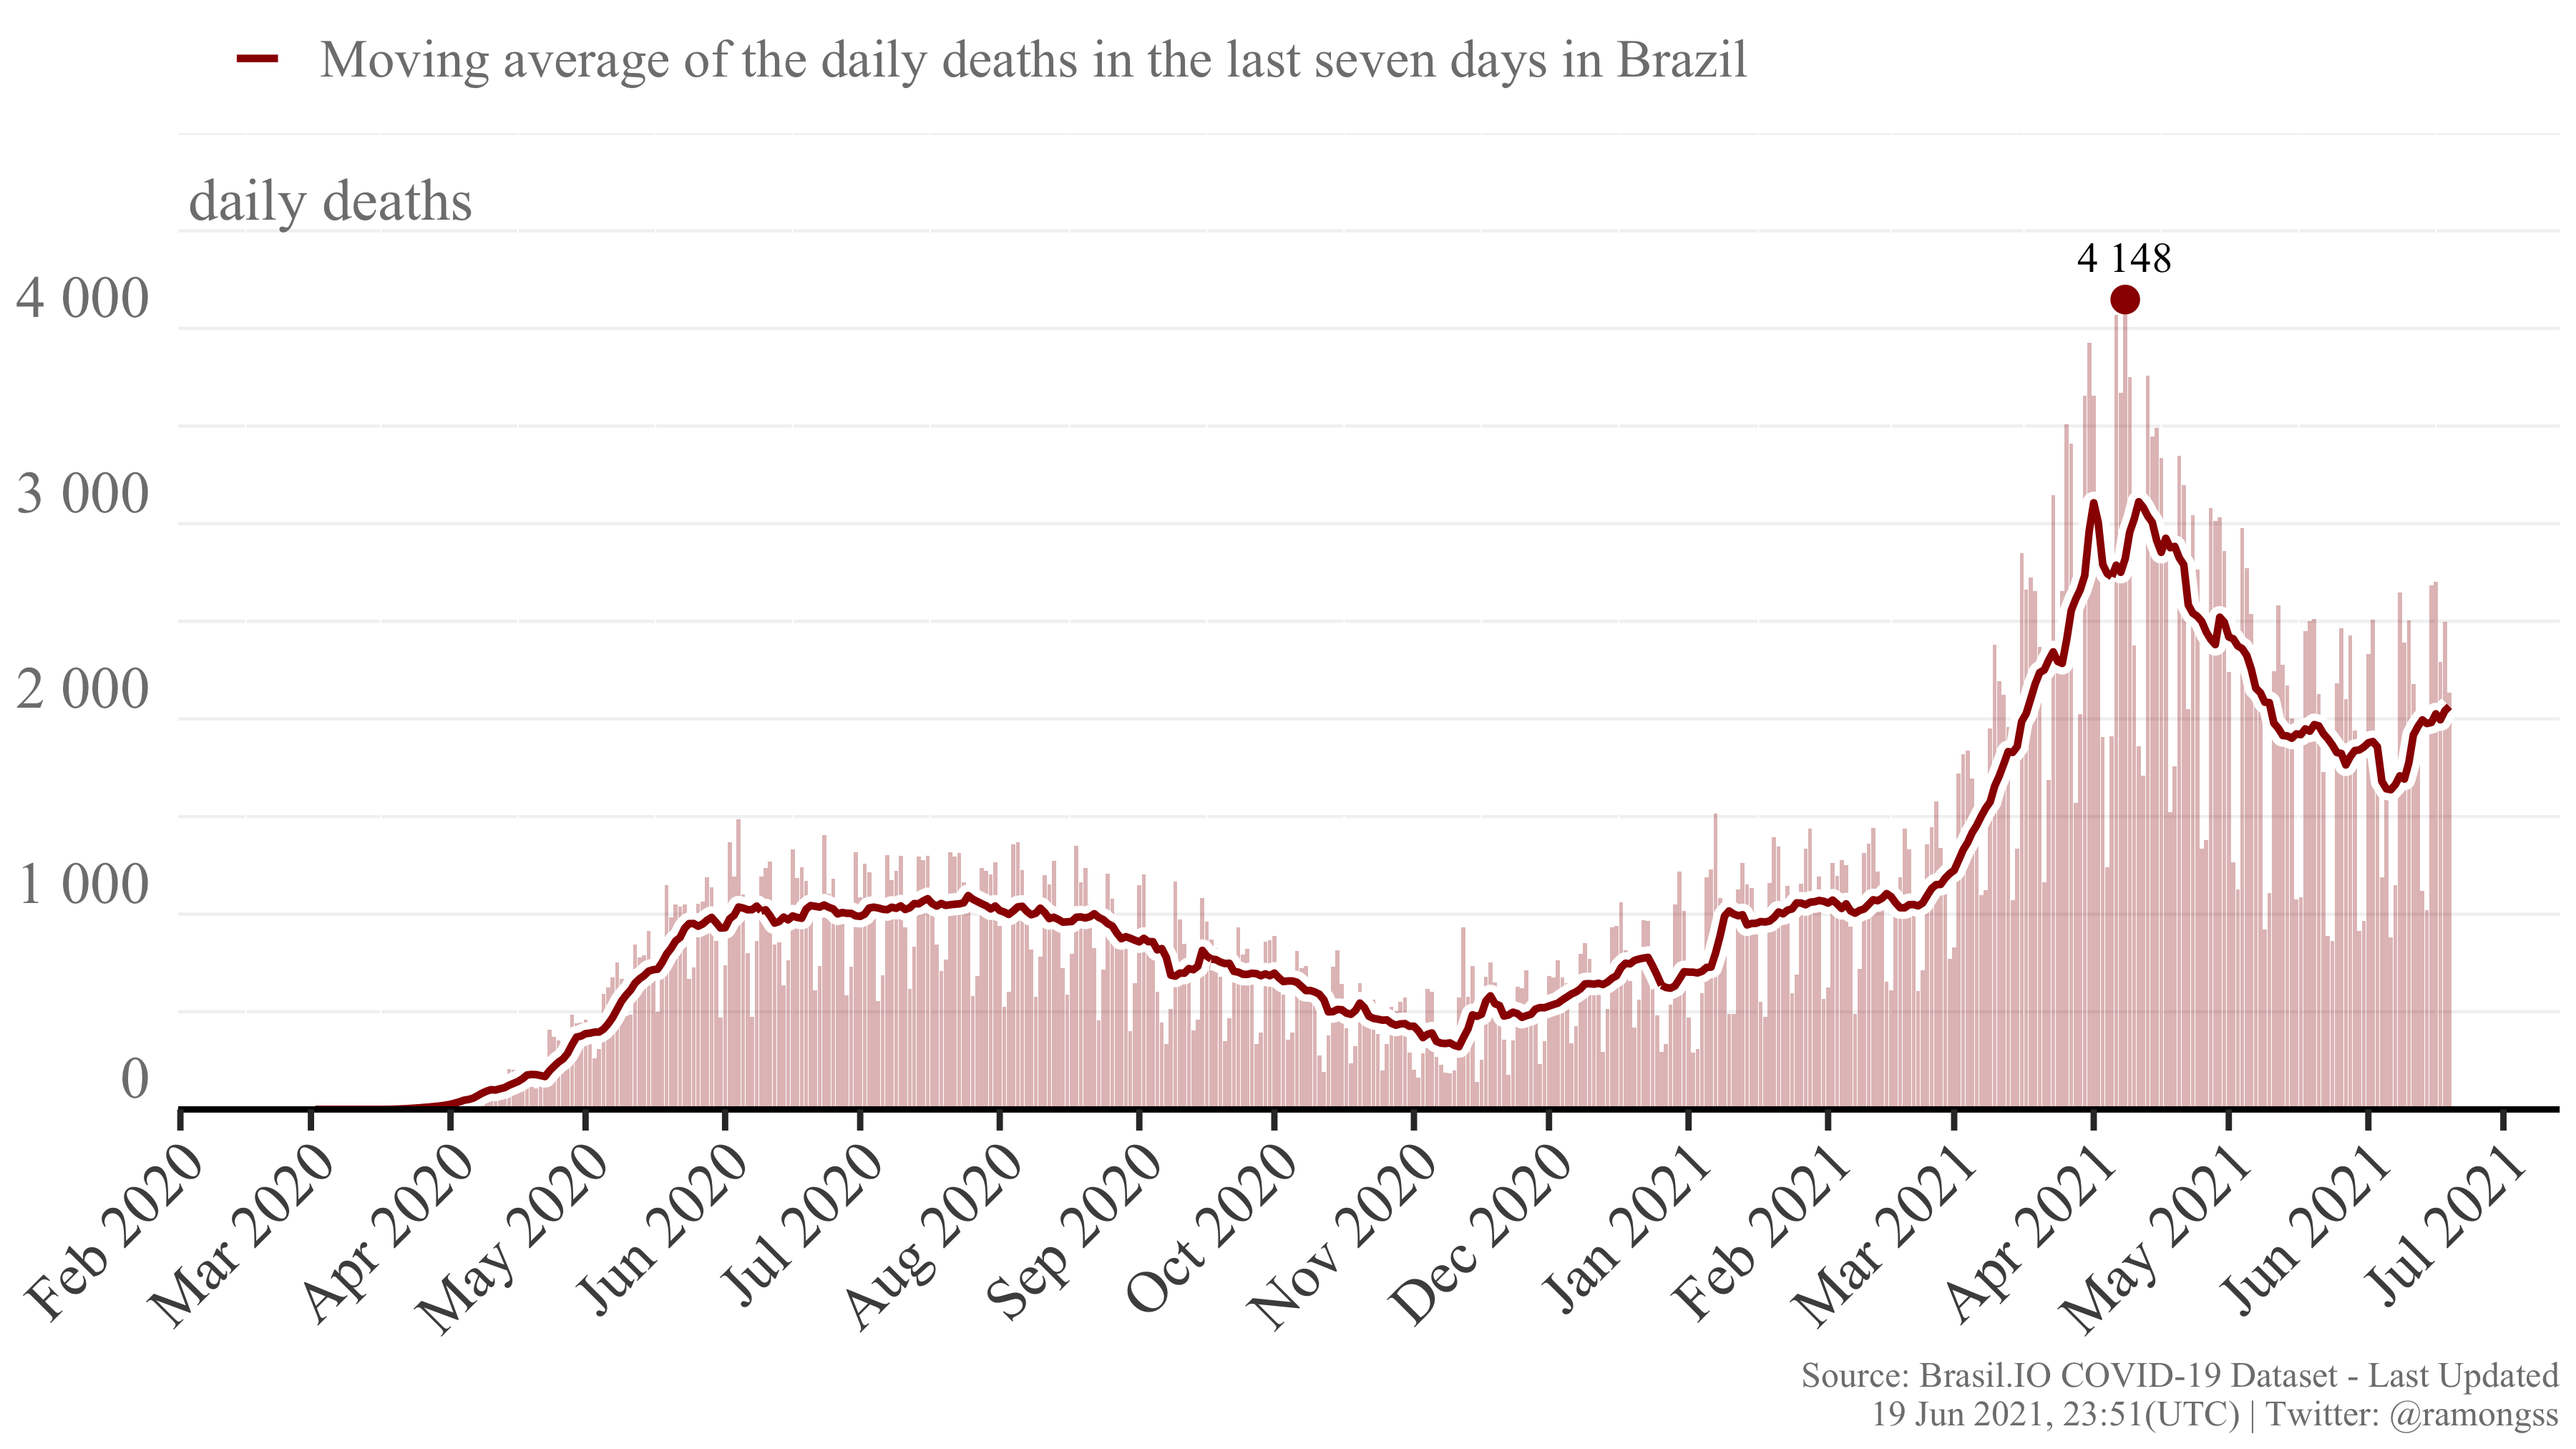 Moving average of the daily deaths in the last seven days in Brazil
daily deaths
4 148
4 000
3 000
2 000
1 000
0
Feb 2020
Mar 2020
Apr 2020
May 2020
Jun 2020
Jul 2020
Aug 2020
Sep 2020
Oct 2020
Nov 2020
Dec 2020
Jan 2021
Feb 2021
Mar 2021
Apr 2021
May 2021
Jun 2021
Jul 2021
Source: Brasil.IO COVID-19 Dataset - Last Updated
19 Jun 2021, 23:51(UTC) | Twitter: @ramongss